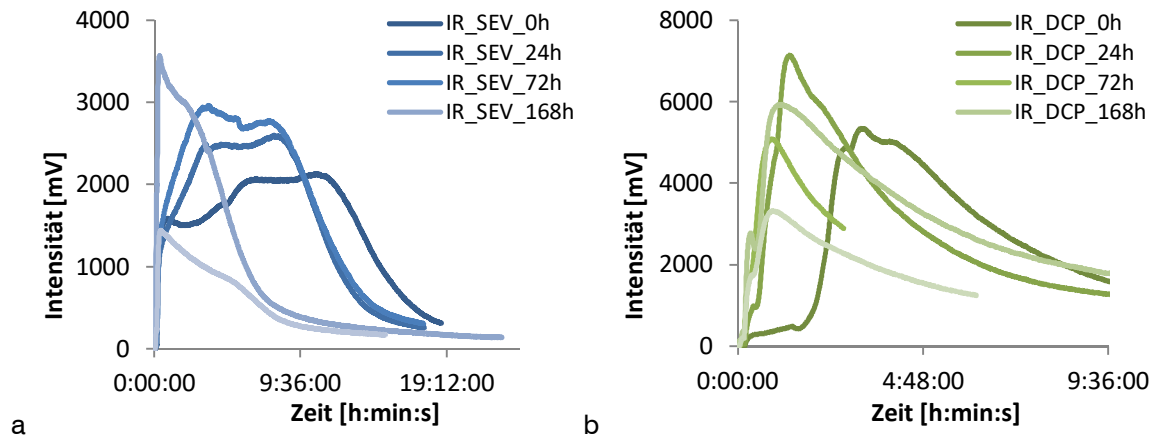 4000
3000
2000
1000
0
Intensität [mV]
IR_SEV_0h
IR_SEV_24h
IR_SEV_72h
IR_SEV_168h
0:00:00 9:36:00 19:12:00
Zeit [h:min:s]
a
8000
6000
4000
2000
0
Intensität [mV]
IR_DCP_0h
IR_DCP_24h
IR_DCP_72h
IR_DCP_168h
0:00:00 4:48:00 9:36:00
Zeit [h:min:s]
b